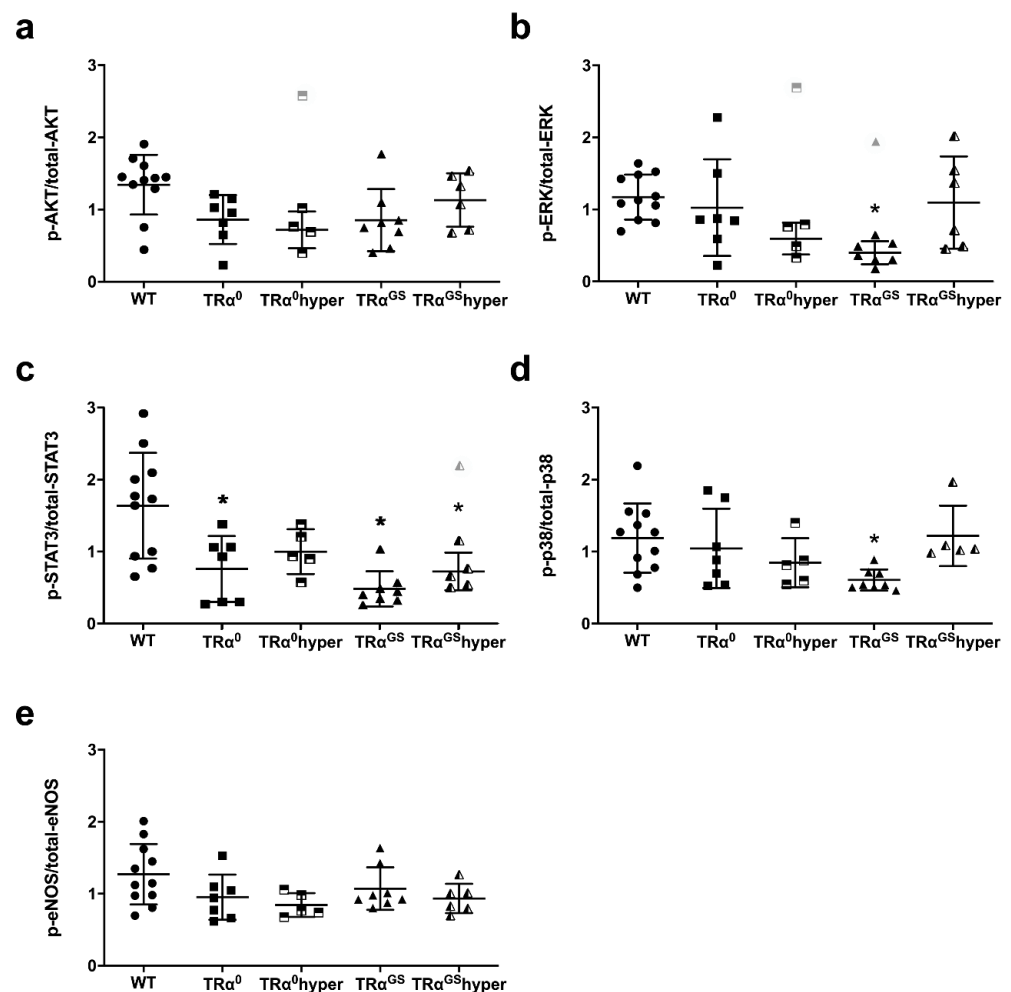 a
b
p-AKT/total-AKT
3
2
1
0
WT TRα⁰ TRα⁰hyper TRαᴳˢ TRαᴳˢhyper
*
p-ERK/total-ERK
3
2
1
0
WT TRα⁰ TRα⁰hyper TRαᴳˢ TRαᴳˢhyper
c
d
* * *
p-STAT3/total-STAT3
3
2
1
0
WT TRα⁰ TRα⁰hyper TRαᴳˢ TRαᴳˢhyper
*
p-p38/total-p38
3
2
1
0
WT TRα⁰ TRα⁰hyper TRαᴳˢ TRαᴳˢhyper
e
p-eNOS/total-eNOS
3
2
1
0
WT TRα⁰ TRα⁰hyper TRαᴳˢ TRαᴳˢhyper